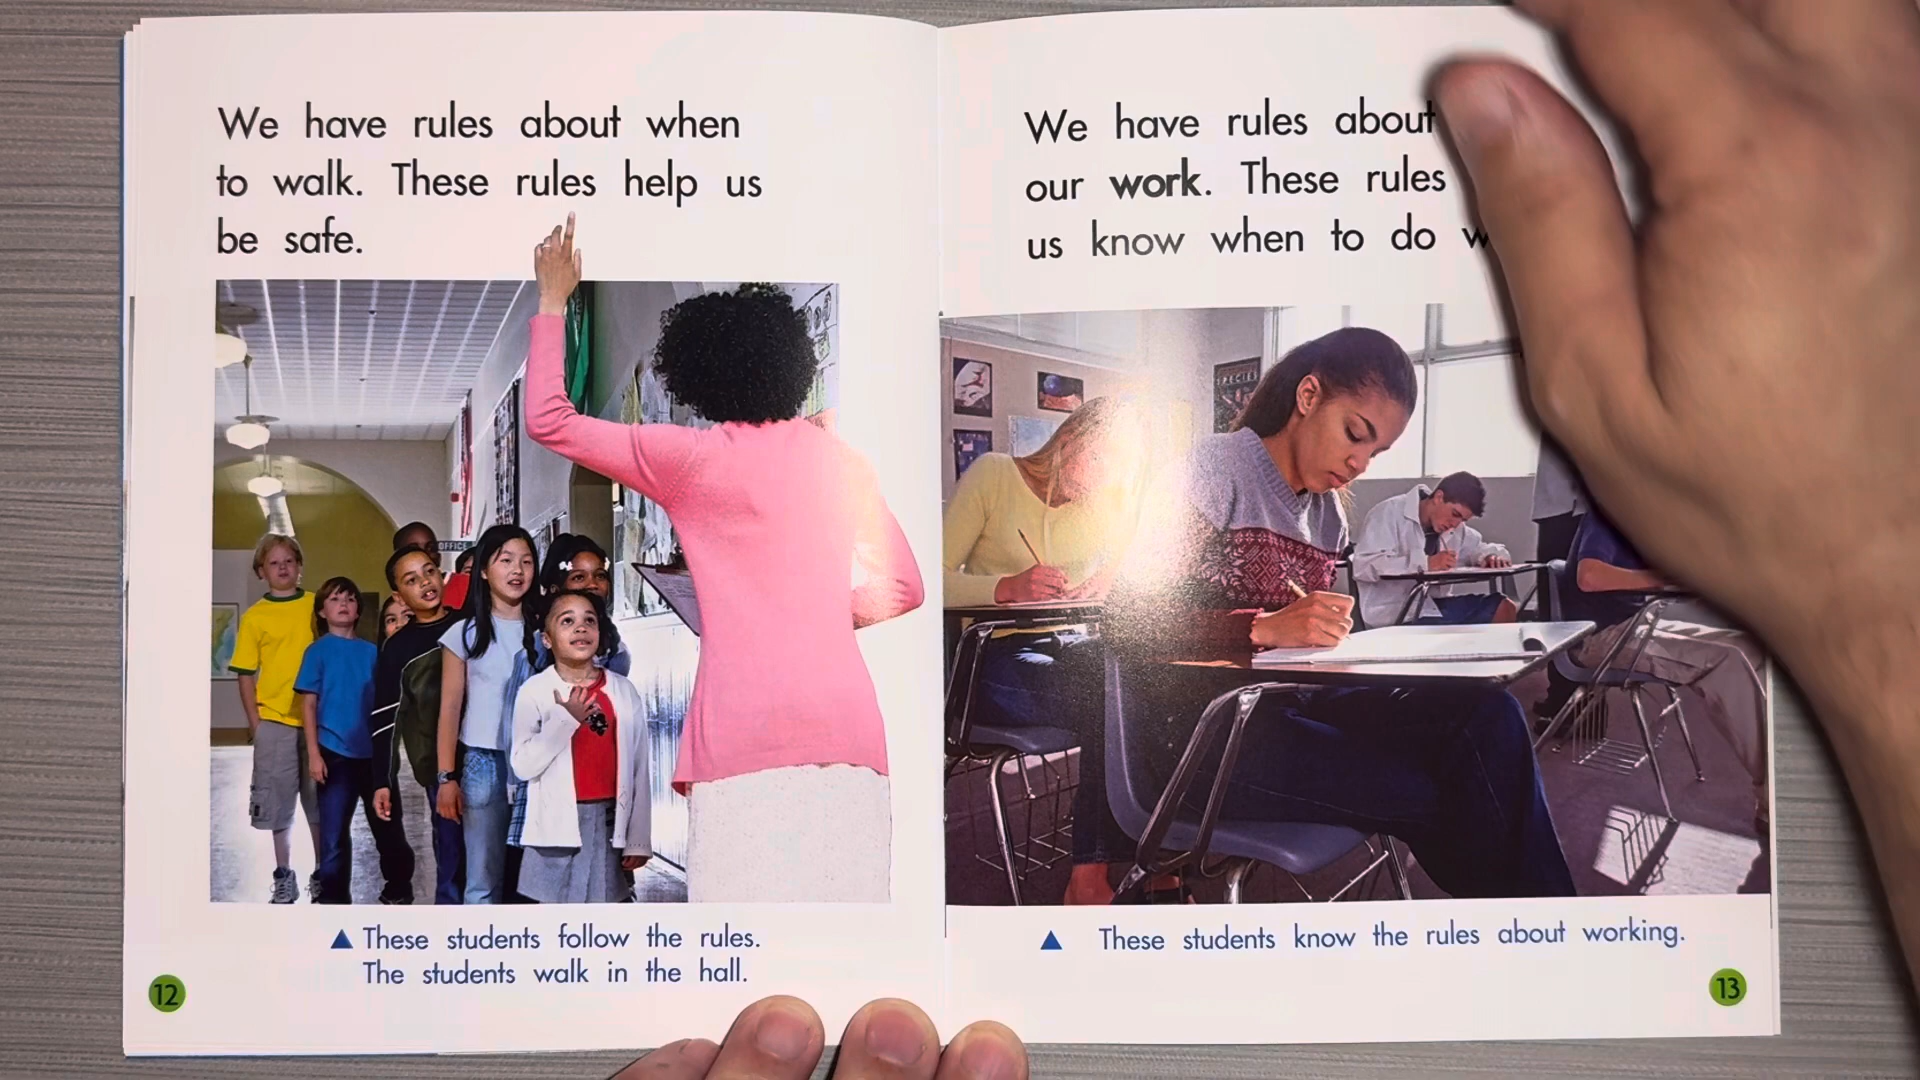 We have rules about when
to walk. These rules help us
be safe.
OFFICE
These students follow the rules.
The students walk in the hall.
12
We have rules about
our work. These rules
us know when to do
SPECIES
These students know the rules about working.
13